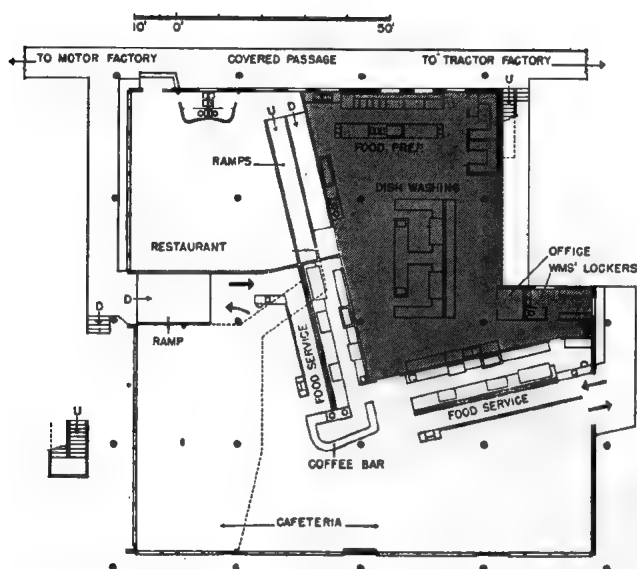 10' 0' 50'
TO MOTOR FACTORY COVERED PASSAGE TO TRACTOR FACTORY
U
U D
FOOD PREP.
RAMPS
DISH WASHING
RESTAURANT
OFFICE
WMS' LOCKERS
D
D
RAMP
FOOD SERVICE
FOOD SERVICE
U
COFFEE BAR
CAFETERIA